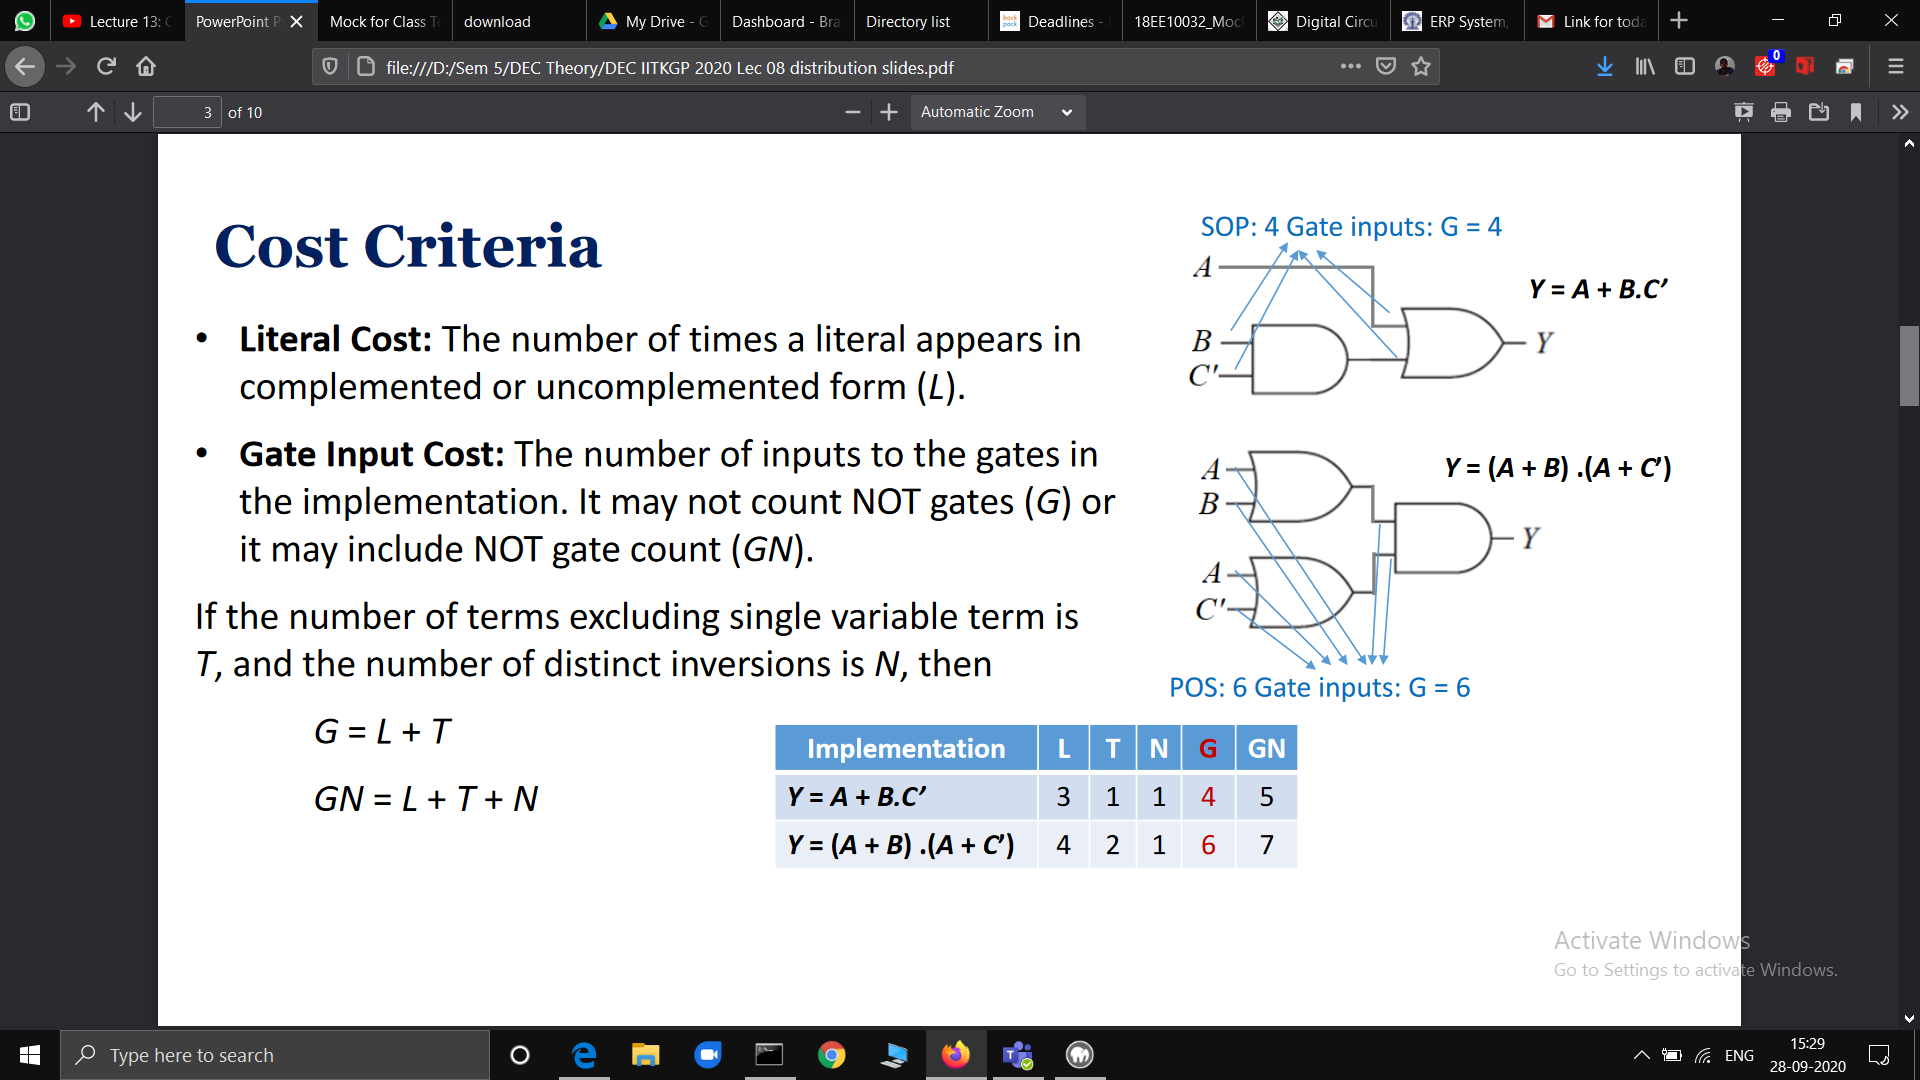 Lecture 13: C
PowerPoint P
Mock for Class T
download
My Drive - G
Dashboard - Bra
Directory list
back pack
Deadlines -
18EE10032_Moc
Digital Circu
ERP System,
Link for toda
file:///D:/Sem 5/DEC Theory/DEC IITKGP 2020 Lec 08 distribution slides.pdf
0
3 of 10
Automatic Zoom
Cost Criteria
• Literal Cost: The number of times a literal appears in
complemented or uncomplemented form (L).
• Gate Input Cost: The number of inputs to the gates in
the implementation. It may not count NOT gates (G) or
it may include NOT gate count (GN).
If the number of terms excluding single variable term is
T, and the number of distinct inversions is N, then
G = L + T
GN = L + T + N
SOP: 4 Gate inputs: G = 4
A
Y = A + B.C’
B
Y
C'
A
Y = (A + B) .(A + C’)
B
Y
A
C'
POS: 6 Gate inputs: G = 6
Implementation L T N G GN
Y = A + B.C’ 3 1 1 4 5
Y = (A + B) .(A + C’) 4 2 1 6 7
Activate Windows
Go to Settings to activate Windows.
Type here to search
ENG
15:29
28-09-2020